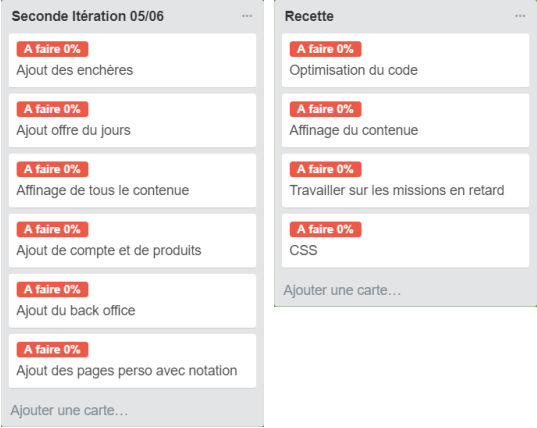 Seconde Itération 05/06
A faire 0%
Ajout des enchères
A faire 0%
Ajout offre du jours
A faire 0%
Affinage de tous le contenue
A faire 0%
Ajout de compte et de produits
A faire 0%
Ajout du back office
A faire 0%
Ajout des pages perso avec notation
Ajouter une carte…
Recette
A faire 0%
Optimisation du code
A faire 0%
Affinage du contenue
A faire 0%
Travailler sur les missions en retard
A faire 0%
CSS
Ajouter une carte…